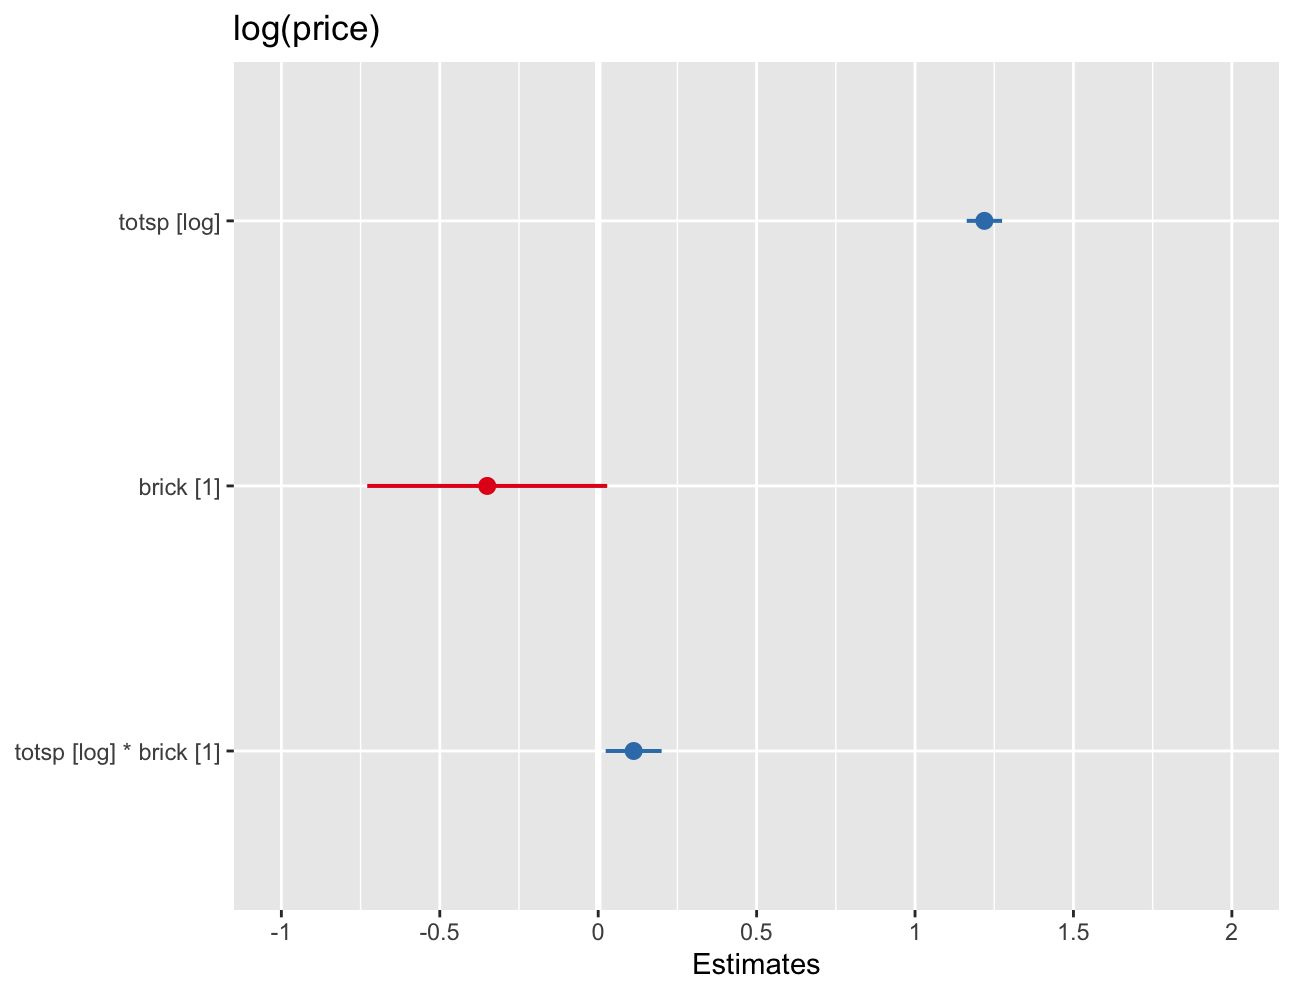 log(price)
totsp [log]
brick [1]
totsp [log] * brick [1]
-1 -0.5 0 0.5 1 1.5 2
Estimates